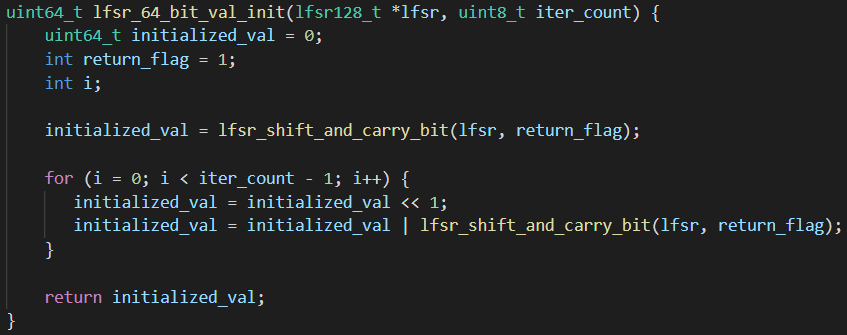 uint64_t lfsr_64_bit_val_init(lfsr128_t *lfsr, uint8_t iter_count) {
    uint64_t initialized_val = 0;
    int return_flag = 1;
    int i;

    initialized_val = lfsr_shift_and_carry_bit(lfsr, return_flag);

    for (i = 0; i < iter_count - 1; i++) {
        initialized_val = initialized_val << 1;
        initialized_val = initialized_val | lfsr_shift_and_carry_bit(lfsr, return_flag);
    }

    return initialized_val;
}